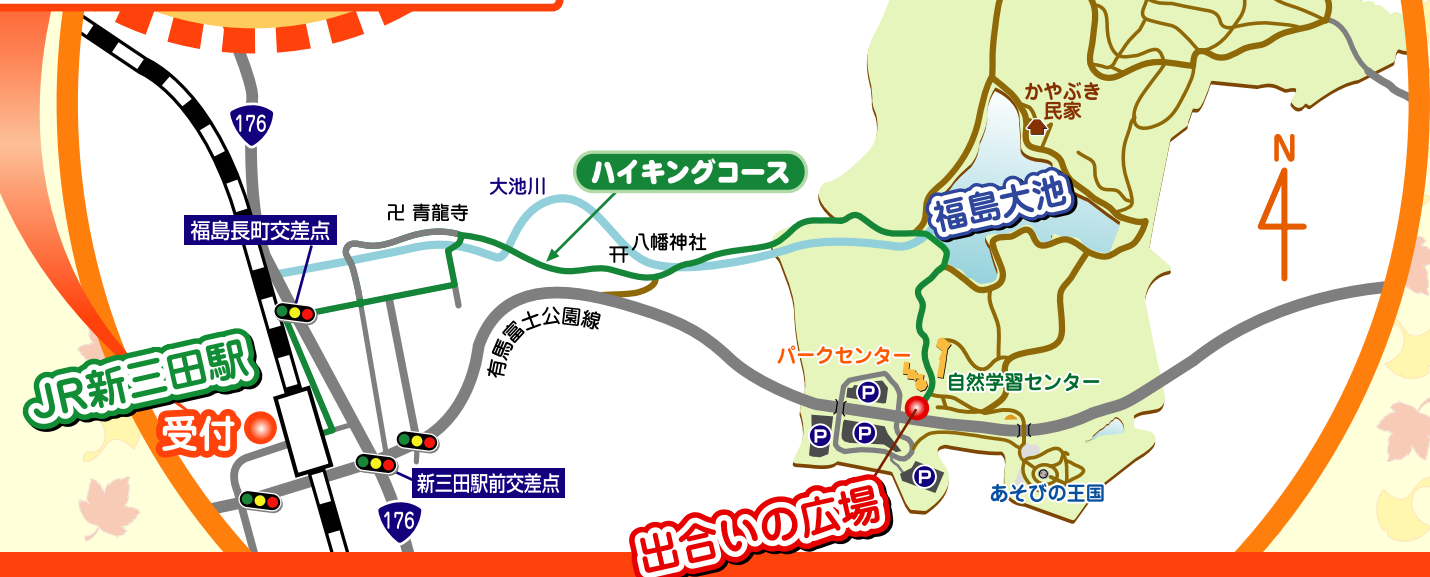 かやぶき
民家
N
176
ハイキングコース
大池川
卍 青龍寺
福島大池
福島長町交差点
八幡神社
有馬富士公園線
JR新三田駅
パークセンター
自然学習センター
P
受付
P
P
新三田駅前交差点
P
あそびの王国
176
出合いの広場